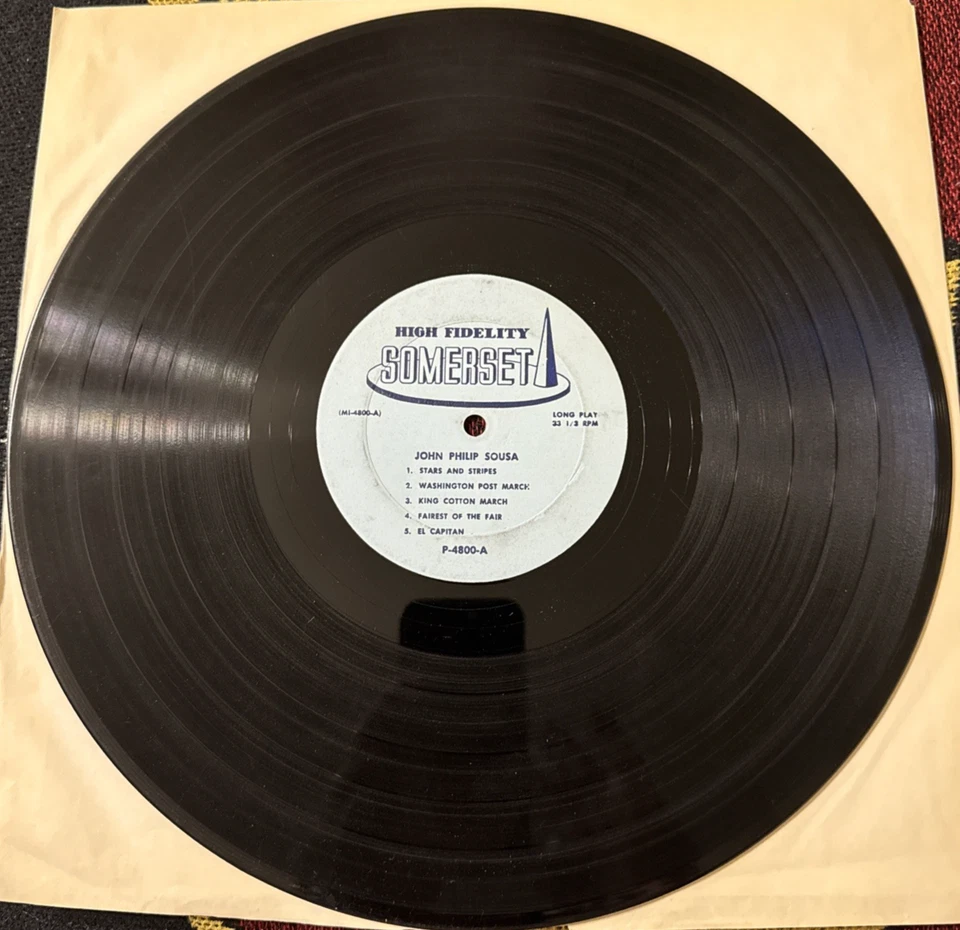 HIGH FIDELITY
SOMERSET
(MI-4800-A)
LONG PLAY
33 1/3 RPM
JOHN PHILIP SOUSA
1. STARS AND STRIPES
2. WASHINGTON POST MARCH
3. KING COTTON MARCH
4. FAIREST OF THE FAIR
5. EL CAPITAN
P-4800-A